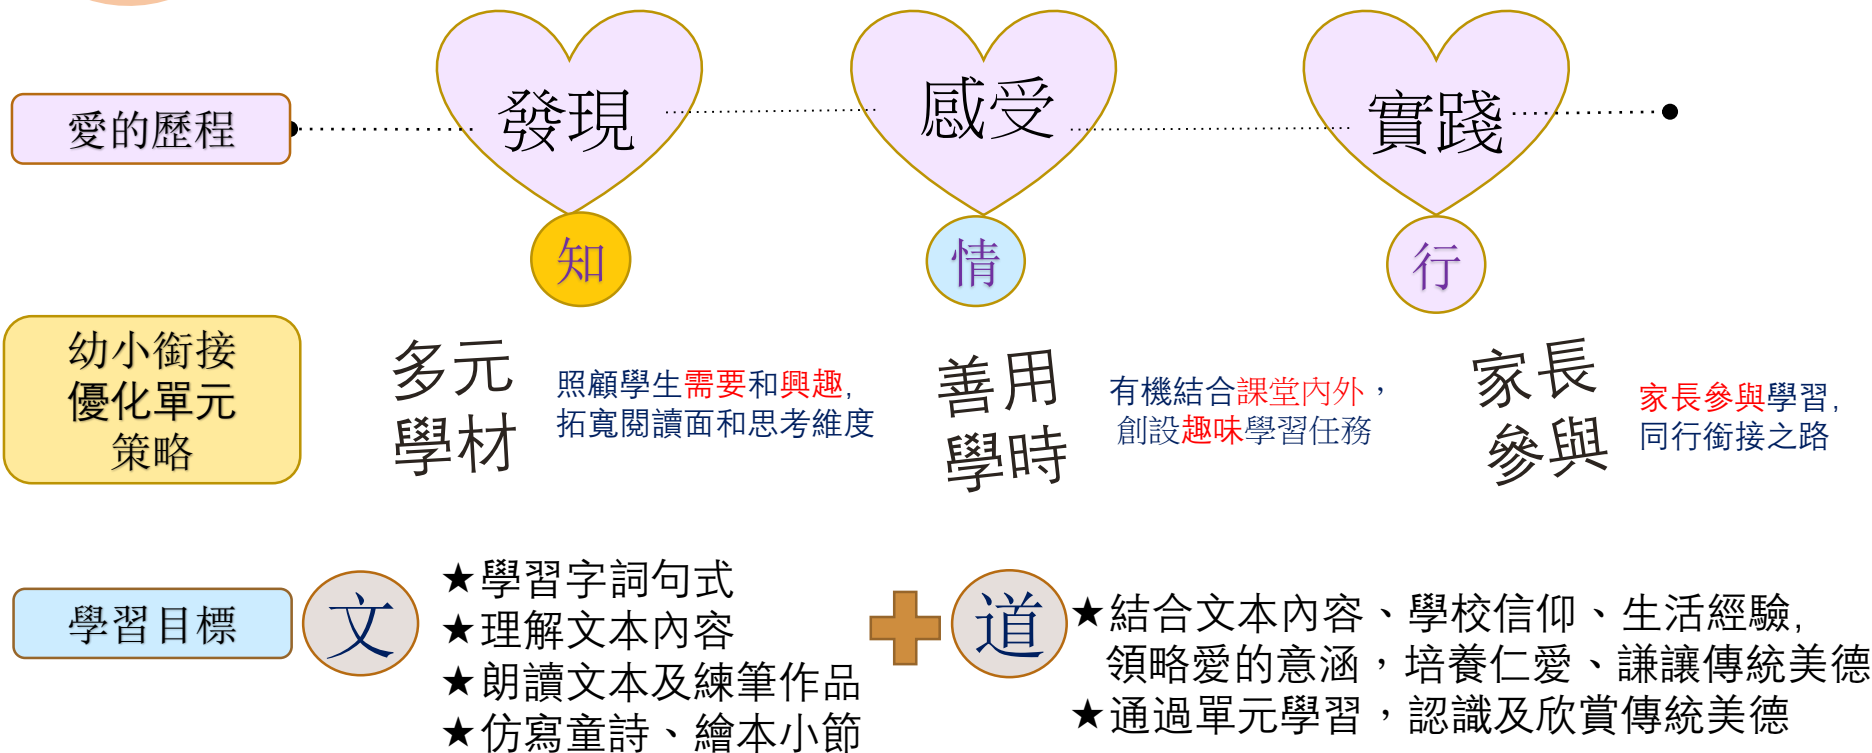 愛的歷程
發現
感受
實踐
知
情
行
幼小銜接
優化單元
策略
多元
學材
照顧學生需要和興趣,
拓寬閱讀面和思考維度
善用
學時
有機結合課堂內外，
創設趣味學習任務
家長
參與
家長參與學習,
同行銜接之路
學習目標
文
★學習字詞句式
★理解文本內容
★朗讀文本及練筆作品
★仿寫童詩、繪本小節
道
★結合文本內容、學校信仰、生活經驗,
領略愛的意涵，培養仁愛、謙讓傳統美德
★通過單元學習，認識及欣賞傳統美德